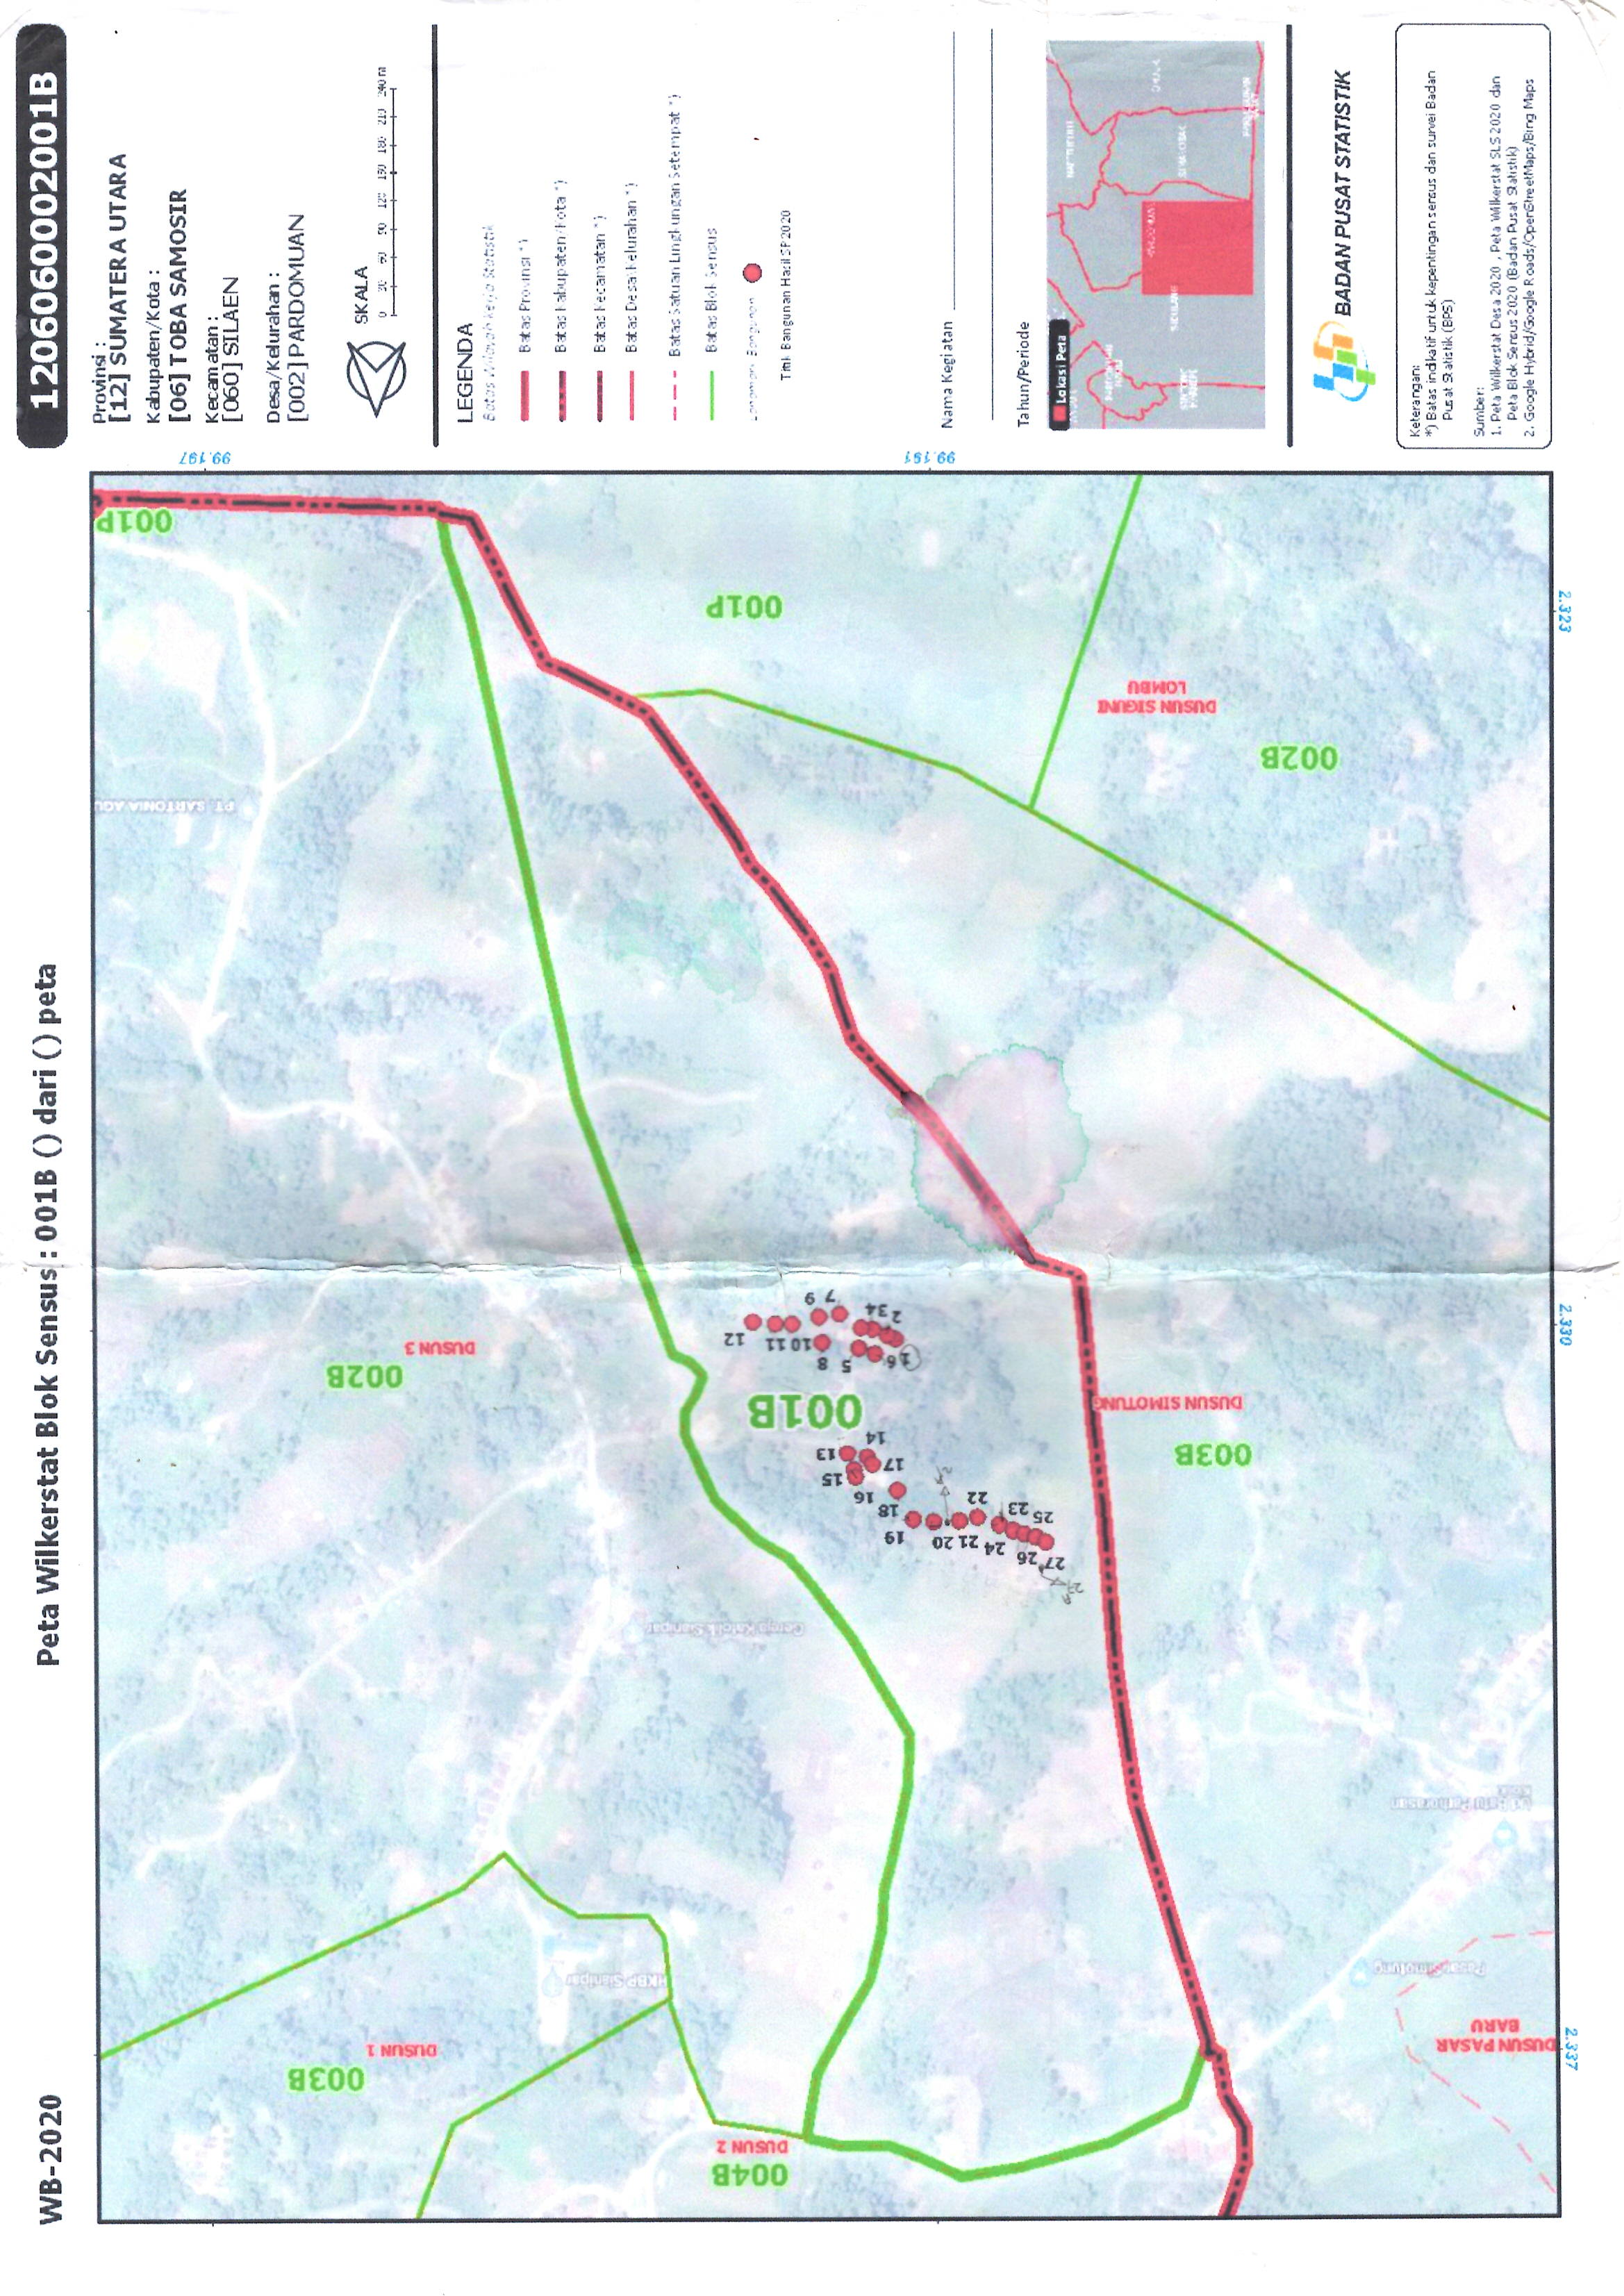 WB-2020
Peta Wilkerstat Blok Sensus : 001B () dari () peta
1206060002001B
Provinsi :
[12] SUMATERA UTARA
Kabupaten/Kota :
[06] TOBA SAMOSIR
Kecamatan :
[060] SILAEN
Desa/Kelurahan :
[002] PARDOMUAN
SKALA
0 30 60 90 120 150 180 210 240 m
LEGENDA
Batas Wilayah Kerja Statistik
Batas Provinsi *)
Batas Kabupaten/Kota *)
Batas Kecamatan *)
Batas Desa/Kelurahan *)
Batas Satuan Lingkungan Setempat *)
Batas Blok Sensus
Landmark Bangunan
Titik Bangunan Hasil SP2020
Nama Kegiatan
Tahun/Periode
Lokasi Peta
SIMANOBAK
BADAN PUSAT STATISTIK
Keterangan:
*) Batas indikatif untuk kepentingan sensus dan survei Badan
Pusat Statistik (BPS)
Sumber:
1. Peta Wilkerstat Desa 2020 , Peta Wilkerstat SLS 2020 dan
Peta Blok Sensus 2020 (Badan Pusat Statistik)
2. Google Hybrid/Google Roads/OpenStreetMaps/Bing Maps
001P
99.197
PT. SARTONIA AGU
003B
DUSUN 1
002B
DUSUN 3
HKBP Sianipar
004B
DUSUN 2
001B
12
10 11
9
8
7
5
1 6
2 3 4
15
13
16
14
17
18
19
20
21
22
24
23
26
25
27
27
001P
99.191
003B
DUSUN SIMOTUNG
DUSUN SIGUNI
LOMBU
002B
Pasar Simotung
DUSUN PASAR
BARU
2.337
2.330
2.323